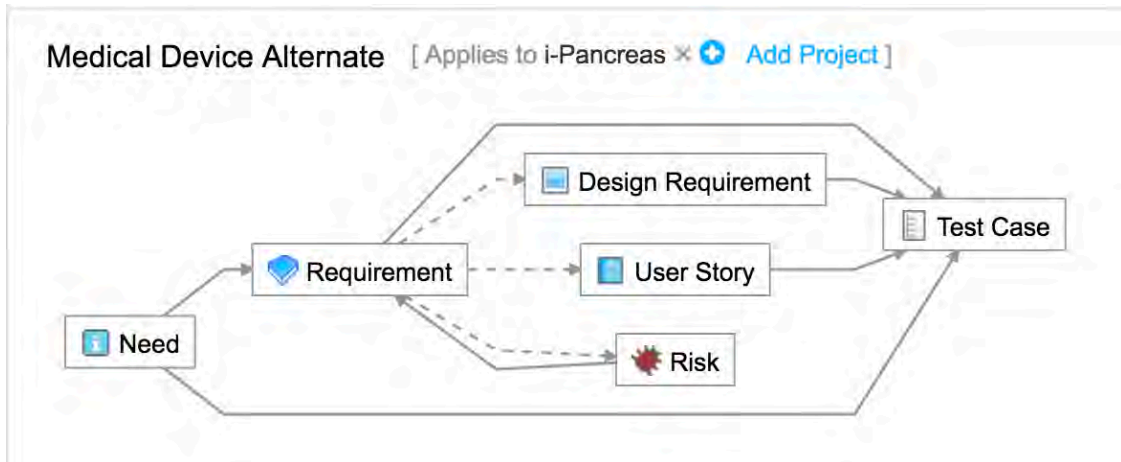 Medical Device Alternate [ Applies to i-Pancreas × Add Project ]
Design Requirement
Test Case
Requirement
User Story
Need
Risk